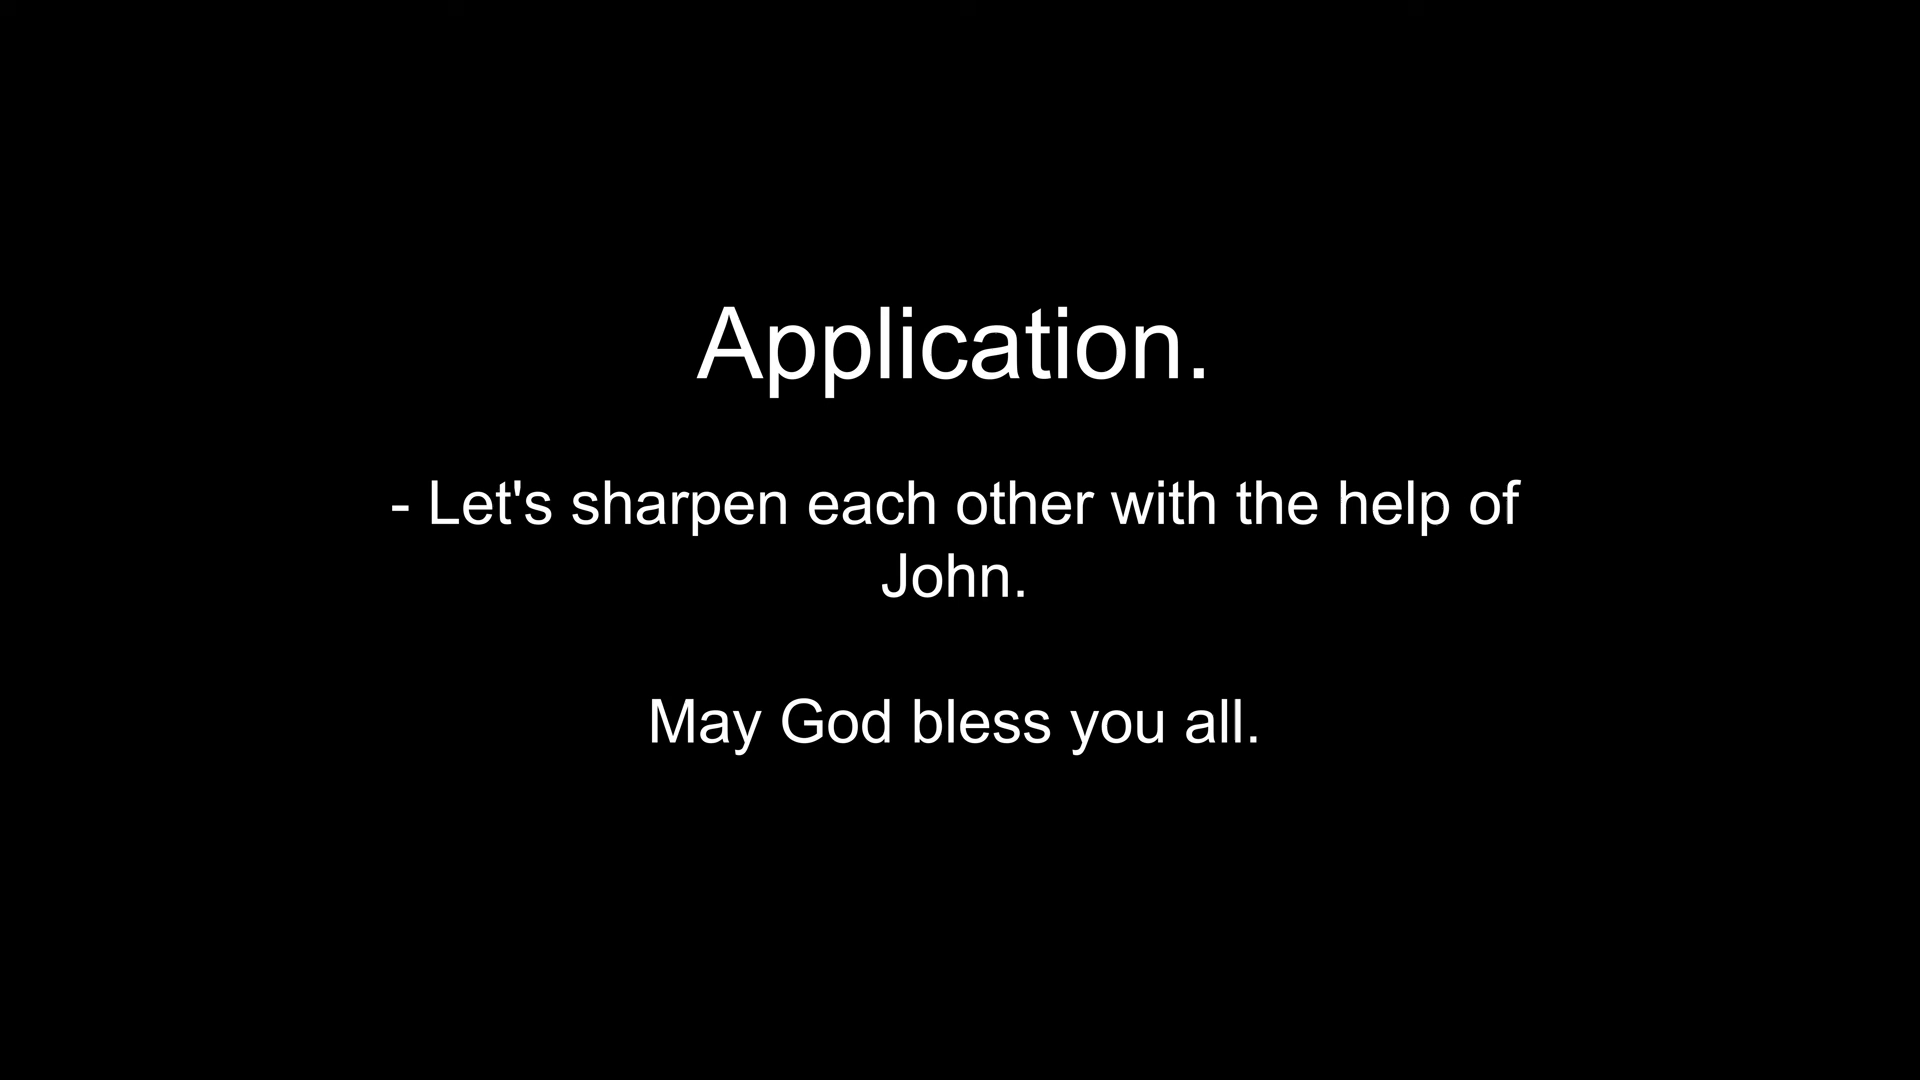 Application.
- Let's sharpen each other with the help of
John.
May God bless you all.